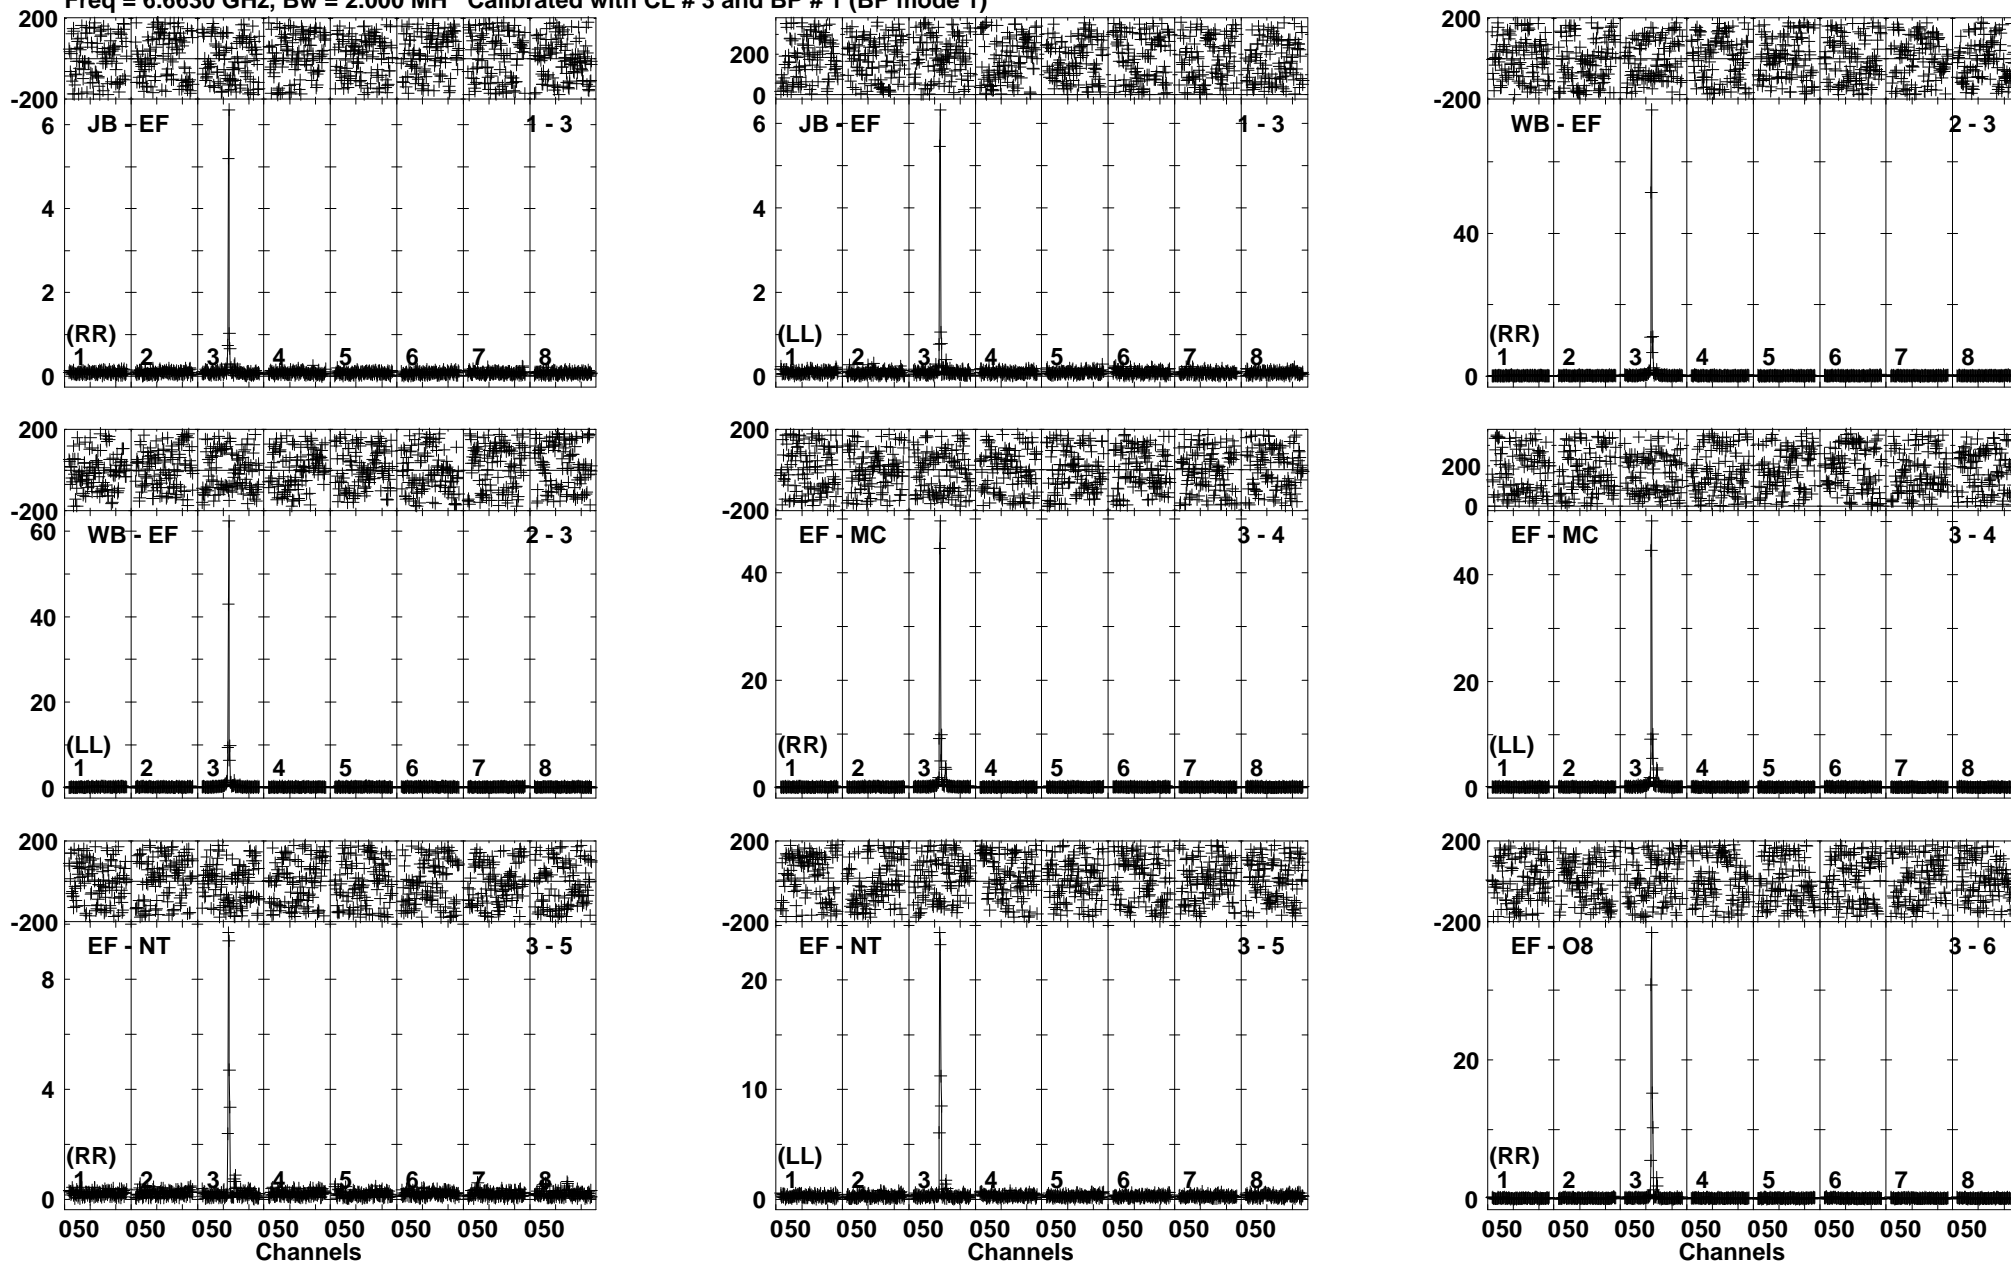 Freq = 6.6630 GHz, Bw = 2.000 MH Calibrated with CL # 3 and BP # 1 (BP mode 1)
200
-200
JB - EF 1 - 3
6
4
2
0
(RR)
1 2 3 4 5 6 7 8
200
0
JB - EF 1 - 3
6
4
2
0
(LL)
1 2 3 4 5 6 7 8
200
-200
WB - EF 2 - 3
40
0
(RR)
1 2 3 4 5 6 7 8
200
-200
WB - EF 2 - 3
60
40
20
0
(LL)
1 2 3 4 5 6 7 8
200
-200
EF - MC 3 - 4
40
20
0
(RR)
1 2 3 4 5 6 7 8
200
0
EF - MC 3 - 4
40
20
0
(LL)
1 2 3 4 5 6 7 8
200
-200
EF - NT 3 - 5
8
4
0
(RR)
1 2 3 4 5 6 7 8
050 050 050 050 050 050 050 050
Channels
200
-200
EF - NT 3 - 5
20
10
0
(LL)
1 2 3 4 5 6 7 8
050 050 050 050 050 050 050 050
Channels
200
-200
EF - O8 3 - 6
20
0
(RR)
1 2 3 4 5 6 7 8
050 050 050 050 050 050 050 050
Channels